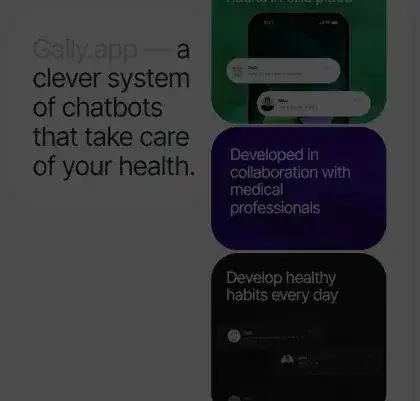 Gally.app — a
clever system
of chatbots
that take care
of your health.
Developed in
collaboration with
medical
professionals
Develop healthy
habits every day